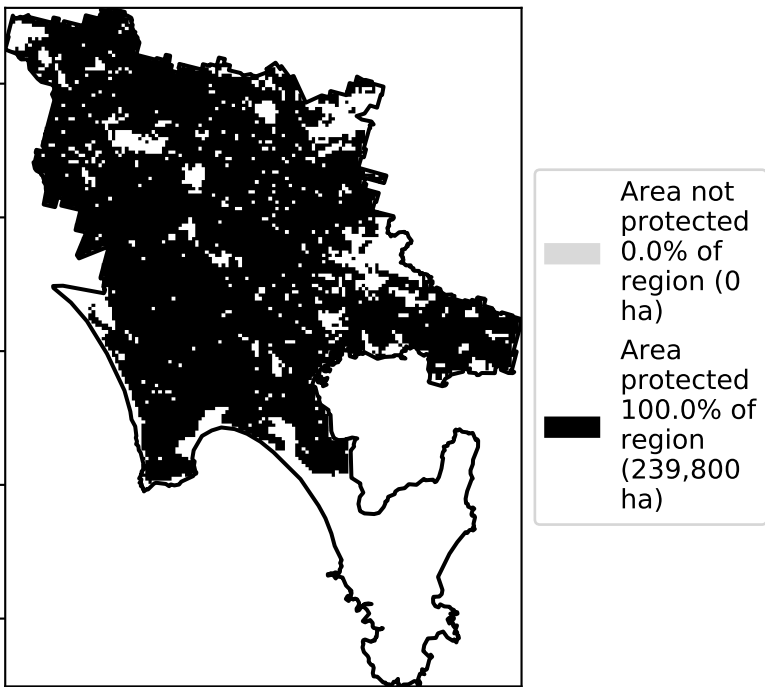 Area not
protected
0.0% of
region (0
ha)
Area
protected
100.0% of
region
(239,800
ha)